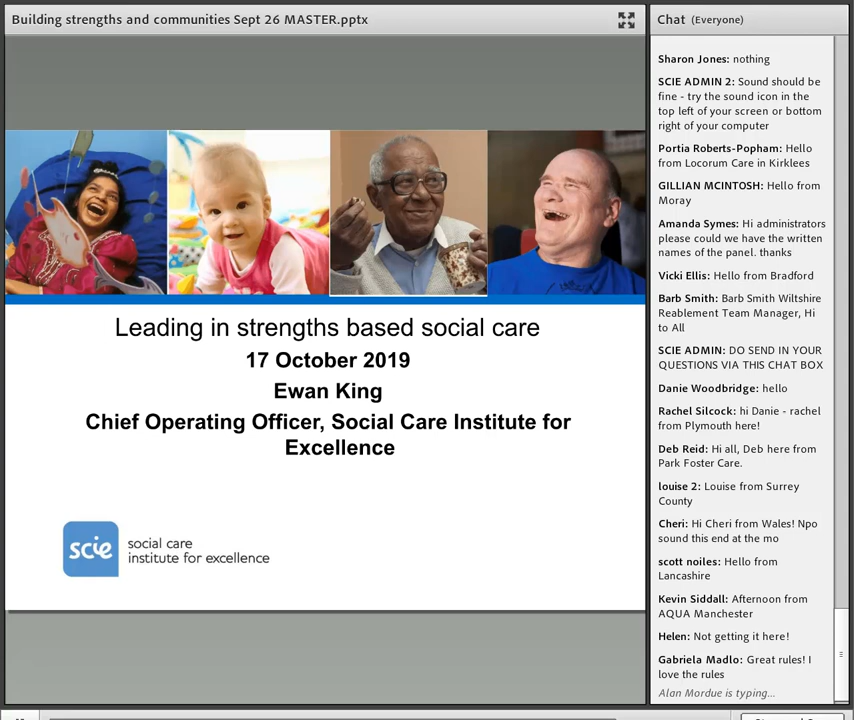 Building strengths and communities Sept 26 MASTER.pptx
Leading in strengths based social care
17 October 2019
Ewan King
Chief Operating Officer, Social Care Institute for
Excellence
scie
social care
institute for excellence
Chat (Everyone)
Sharon Jones: nothing
SCIE ADMIN 2: Sound should be
fine - try the sound icon in the
top left of your screen or bottom
right of your computer
Portia Roberts-Popham: Hello
from Locorum Care in Kirklees
GILLIAN MCINTOSH: Hello from
Moray
Amanda Symes: Hi administrators
please could we have the written
names of the panel. thanks
Vicki Ellis: Hello from Bradford
Barb Smith: Barb Smith Wiltshire
Reablement Team Manager, Hi
to All
SCIE ADMIN: DO SEND IN YOUR
QUESTIONS VIA THIS CHAT BOX
Danie Woodbridge: hello
Rachel Silcock: hi Danie - rachel
from Plymouth here!
Deb Reid: Hi all, Deb here from
Park Foster Care.
louise 2: Louise from Surrey
County
Cheri: Hi Cheri from Wales! Npo
sound this end at the mo
scott noiles: Hello from
Lancashire
Kevin Siddall: Afternoon from
AQUA Manchester
Helen: Not getting it here!
Gabriela Madlo: Great rules! I
love the rules
Alan Mordue is typing...